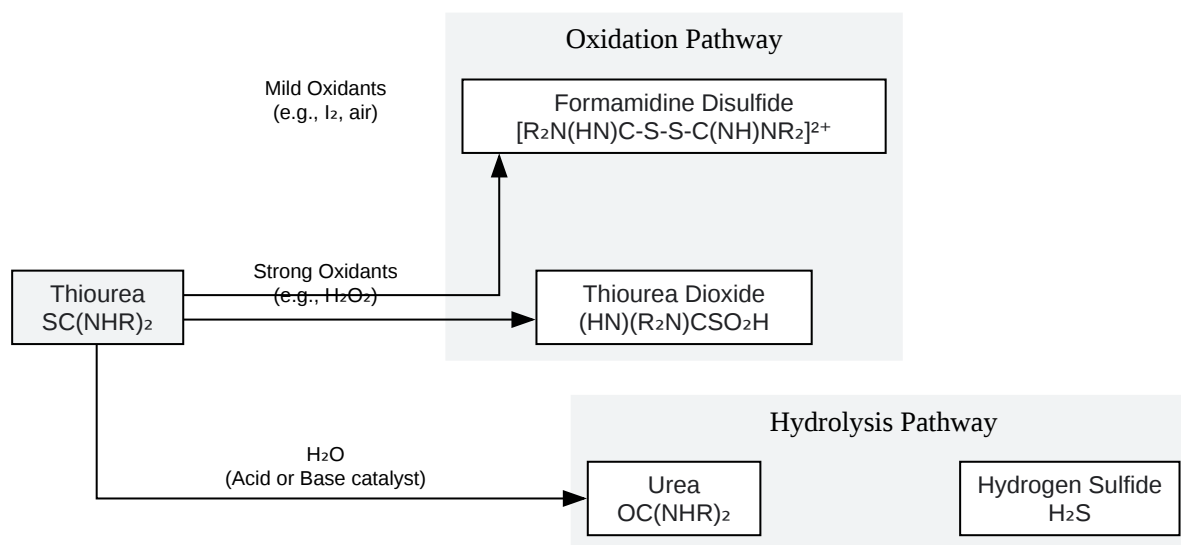 Oxidation Pathway
Mild Oxidants
(e.g., I₂, air)
Formamidine Disulfide
[R₂N(HN)C-S-S-C(NH)NR₂]²⁺
Strong Oxidants
(e.g., H₂O₂)
Thiourea
SC(NHR)₂
Thiourea Dioxide
(HN)(R₂N)CSO₂H
Hydrolysis Pathway
H₂O
(Acid or Base catalyst)
Urea
OC(NHR)₂
Hydrogen Sulfide
H₂S